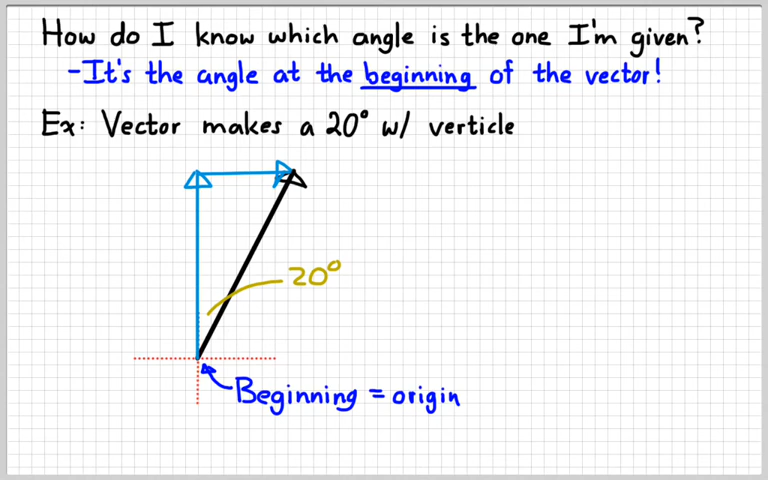 How do I know which angle is the one I'm given?
-It's the angle at the beginning of the vector!
Ex: Vector makes a 20° w/ verticle
20°
Beginning = origin